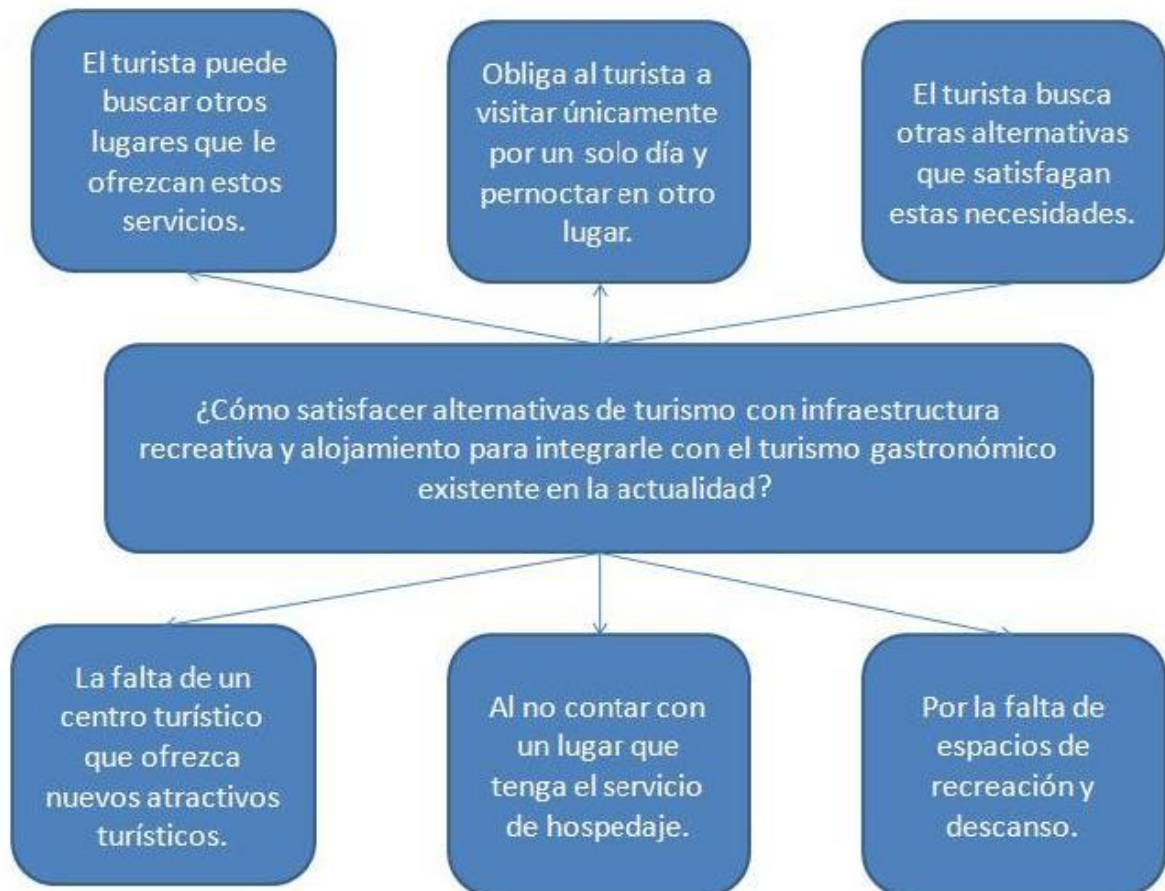 El turista puede
buscar otros
lugares que le
ofrezcan estos
servicios.
Obliga al turista a
visitar únicamente
por un solo día y
pernoctar en otro
lugar.
El turista busca
otras alternativas
que satisfagan
estas necesidades.
¿Cómo satisfacer alternativas de turismo con infraestructura
recreativa y alojamiento para integrarle con el turismo gastronómico
existente en la actualidad?
La falta de un
centro turístico
que ofrezca
nuevos atractivos
turísticos.
Al no contar con
un lugar que
tenga el servicio
de hospedaje.
Por la falta de
espacios de
recreación y
descanso.